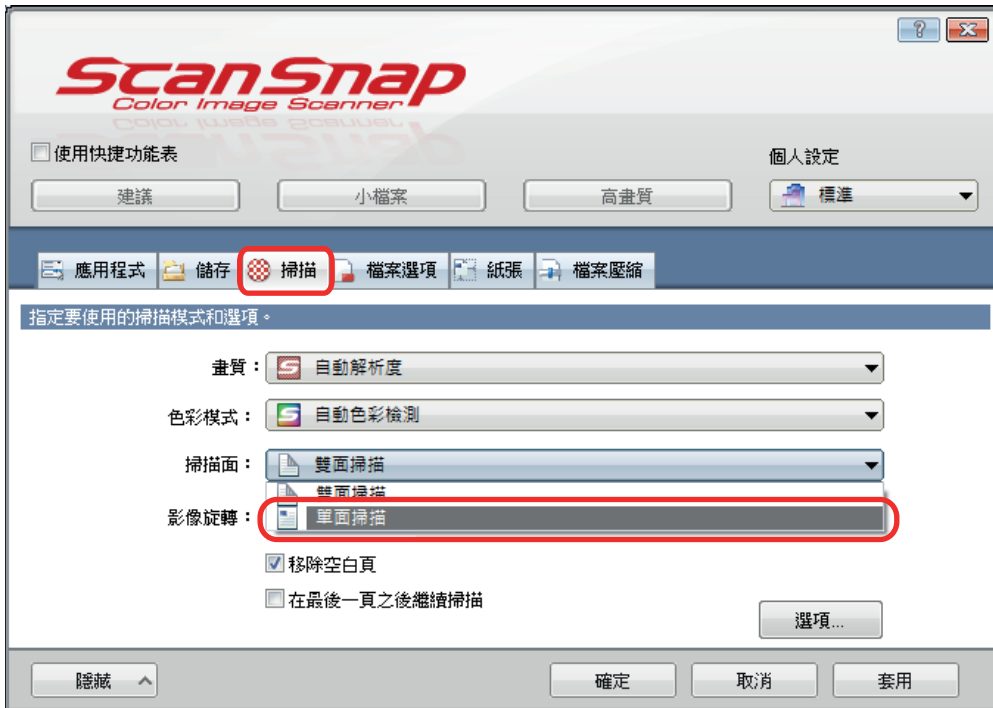 ScanSnap
Color Image Scanner
使用快捷功能表
個人設定
建議 小檔案 高畫質 標準
應用程式 儲存 掃描 檔案選項 紙張 檔案壓縮
指定要使用的掃描模式和選項。
畫質： 自動解析度
色彩模式： 自動色彩檢測
掃描面： 雙面掃描
雙面掃描
影像旋轉： 單面掃描
移除空白頁
在最後一頁之後繼續掃描
選項...
隱藏 確定 取消 套用